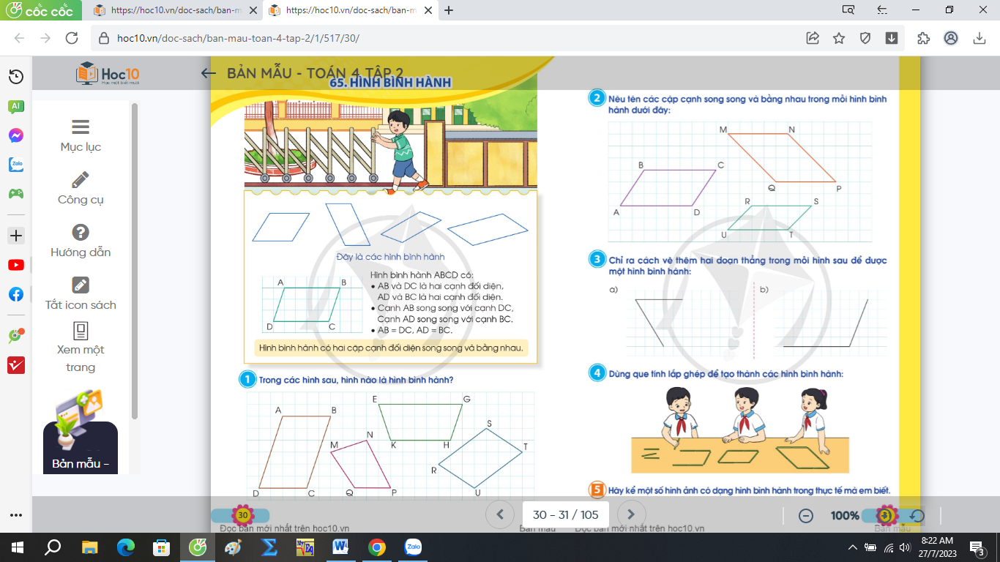 cốc cốc
https://hoc10.vn/doc-sach/ban-m
https://hoc10.vn/doc-sach/ban-m
hoc10.vn/doc-sach/ban-mau-toan-4-tap-2/1/517/30/
Hoc10
Học một biết mười
BẢN MẪU - TOÁN 4 TẬP 2
AI
Zalo
Mục lục
Công cụ
Hướng dẫn
Tắt icon sách
Xem một
trang
Bản mẫu -
65. HÌNH BÌNH HÀNH
Đây là các hình bình hành
A B
D C
Hình bình hành ABCD có:
• AB và DC là hai cạnh đối diện,
AD và BC là hai cạnh đối diện.
• Cạnh AB song song với cạnh DC,
Cạnh AD song song với cạnh BC.
• AB = DC, AD = BC.
Hình bình hành có hai cặp cạnh đối diện song song và bằng nhau.
1 Trong các hình sau, hình nào là hình bình hành?
A B
D C
M N
Q P
E G
K H
S
R T
U
30
Đọc bản mới nhất trên hoc10.vn
Bản mẫu
2 Nêu tên các cặp cạnh song song và bằng nhau trong mỗi hình bình
hành dưới đây:
M N
Q P
B C
A D
R S
U T
3 Chỉ ra cách vẽ thêm hai đoạn thẳng trong mỗi hình sau để được
một hình bình hành:
a) b)
4 Dùng que tính lắp ghép để tạo thành các hình bình hành:
5 Hãy kể một số hình ảnh có dạng hình bình hành trong thực tế mà em biết.
Đọc bản mới nhất trên hoc10.vn
Bản mẫu
30 - 31 / 105
100%
8:22 AM
27/7/2023
3